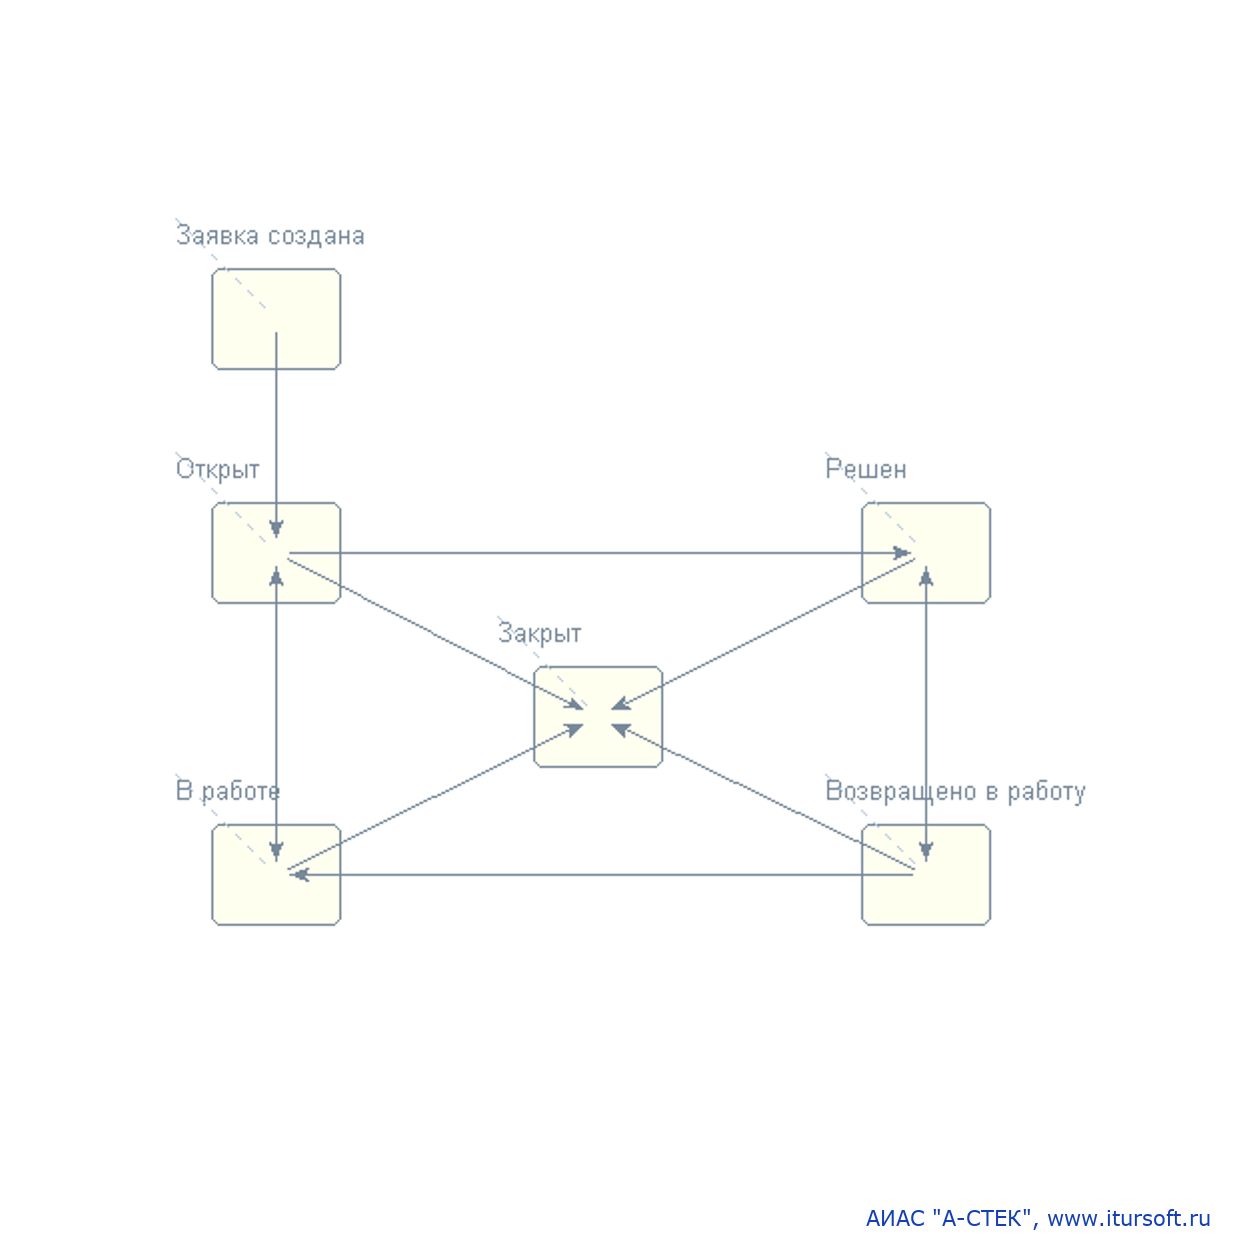 Заявка создана
Открыт
Решен
Закрыт
В работе
Возвращено в работу
АИАС "А-СТЕК", www.itursoft.ru